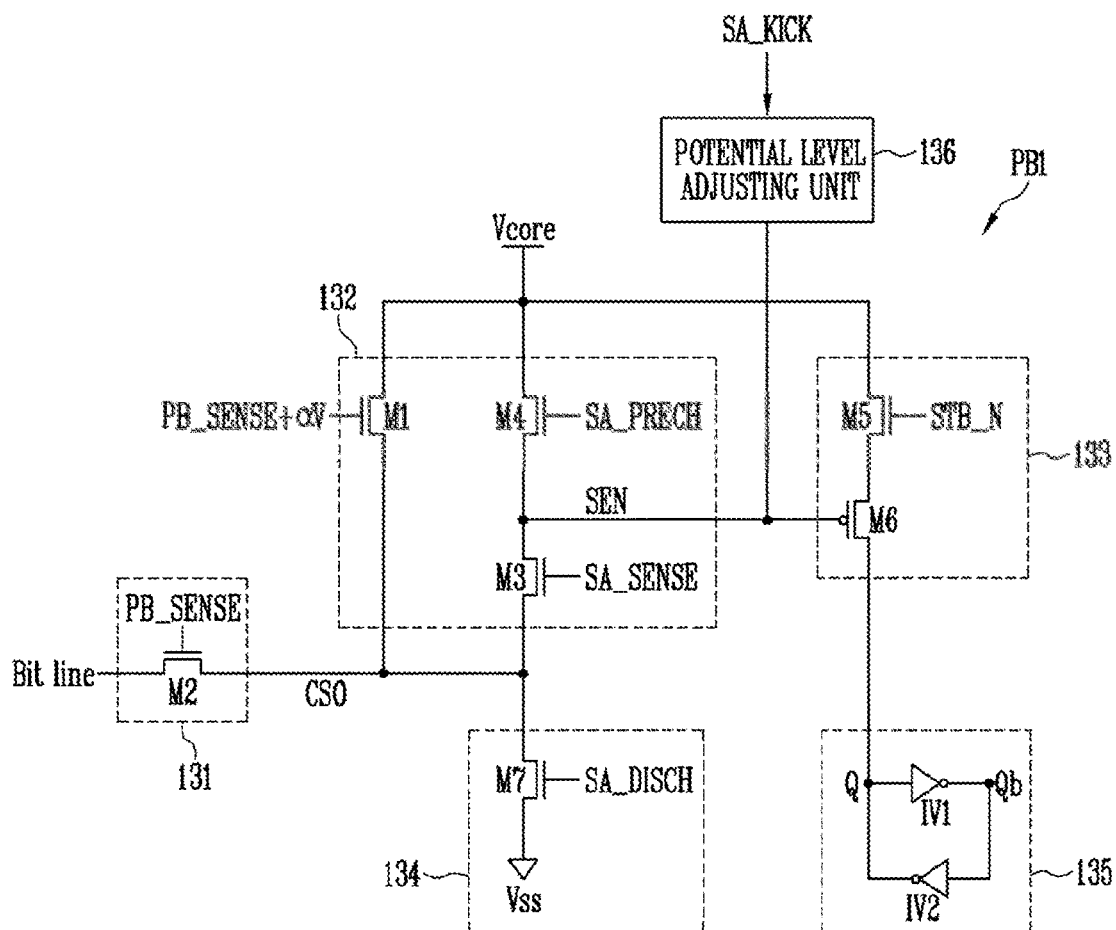 SA_KICK
POTENTIAL LEVEL
ADJUSTING UNIT
136
PB1
Vcore
132
PB_SENSE+αV
M1
M4
SA_PRECH
M5
STB_N
133
SEN
M6
M3
SA_SENSE
PB_SENSE
Bit line
M2
CSO
131
M7
SA_DISCH
Q
Qb
IV1
134
Vss
IV2
135